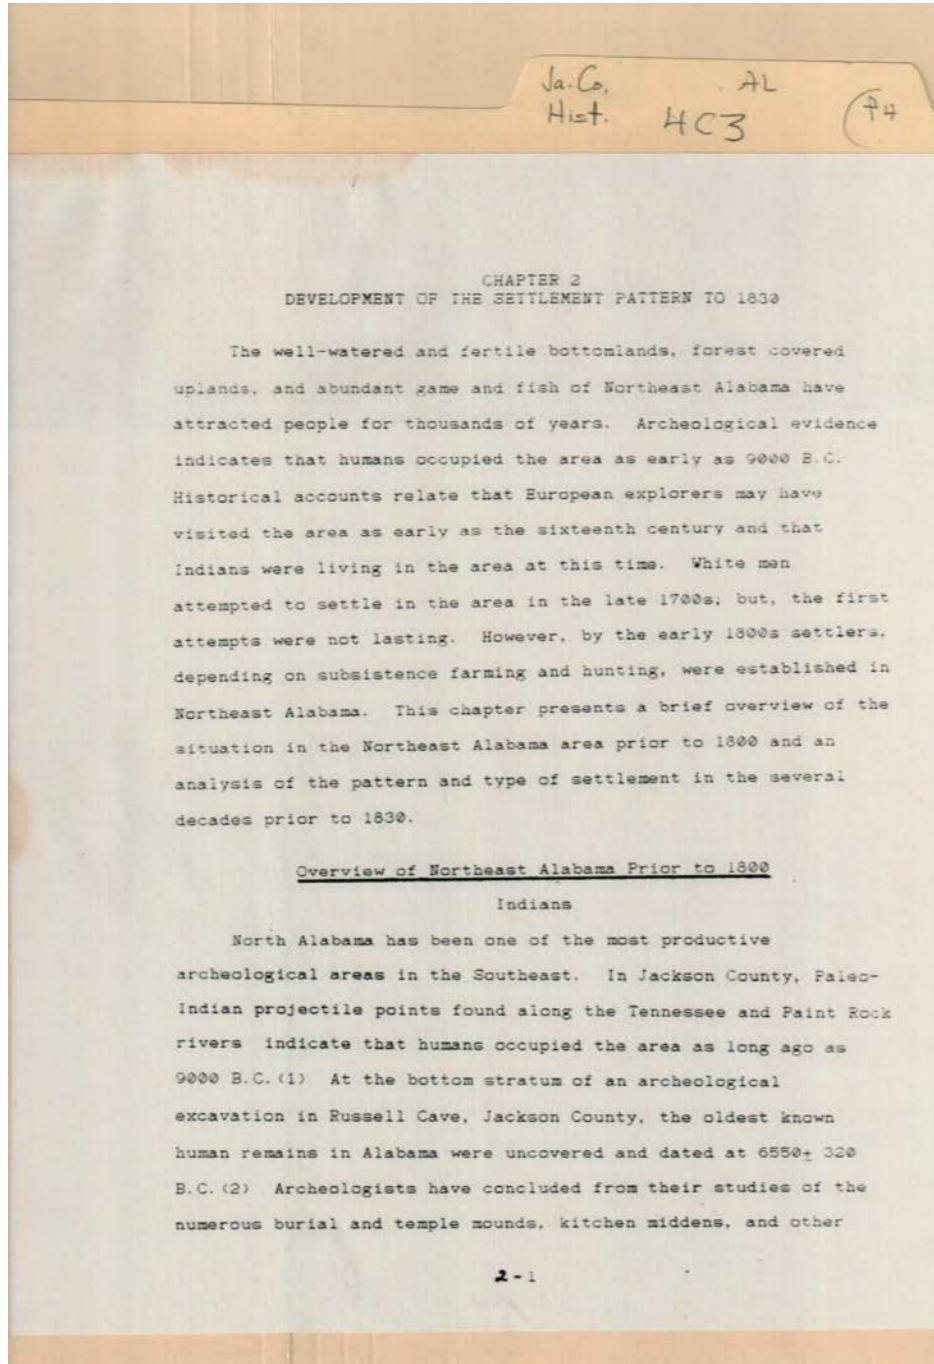 Ja. Co. AL
Hist. 4C3 P4
CHAPTER 2
DEVELOPMENT OF THE SETTLEMENT PATTERN TO 1830
The well-watered and fertile bottomlands, forest covered
uplands, and abundant game and fish of Northeast Alabama have
attracted people for thousands of years. Archeological evidence
indicates that humans occupied the area as early as 9000 B.C.
Historical accounts relate that European explorers may have
visited the area as early as the sixteenth century and that
Indians were living in the area at this time. White men
attempted to settle in the area in the late 1700s; but, the first
attempts were not lasting. However, by the early 1800s settlers,
depending on subsistence farming and hunting, were established in
Northeast Alabama. This chapter presents a brief overview of the
situation in the Northeast Alabama area prior to 1800 and an
analysis of the pattern and type of settlement in the several
decades prior to 1830.
Overview of Northeast Alabama Prior to 1800
Indians
North Alabama has been one of the most productive
archeological areas in the Southeast. In Jackson County, Paleo-
Indian projectile points found along the Tennessee and Paint Rock
rivers indicate that humans occupied the area as long ago as
9000 B.C.(1) At the bottom stratum of an archeological
excavation in Russell Cave, Jackson County, the oldest known
human remains in Alabama were uncovered and dated at 6550± 320
B.C.(2) Archeologists have concluded from their studies of the
numerous burial and temple mounds, kitchen middens, and other
2-1